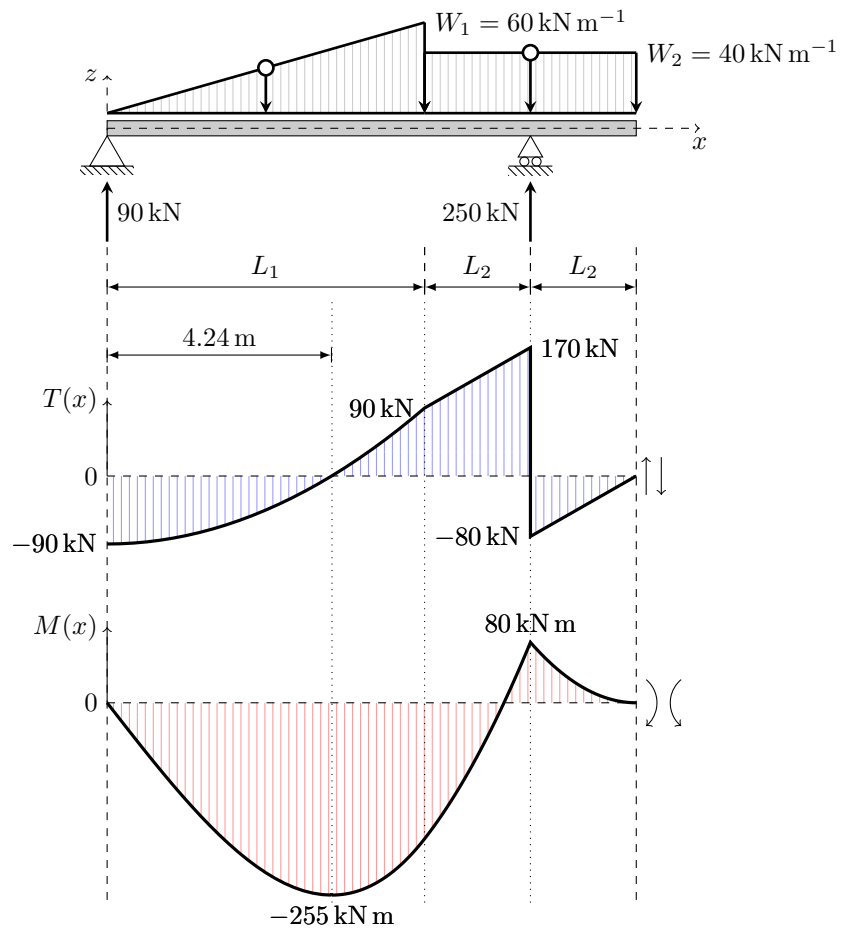 W₁ = 60 kN m⁻¹
W₂ = 40 kN m⁻¹
z
x
90 kN
250 kN
L₁
L₂
L₂
4.24 m
170 kN
T(x)
90 kN
0
−90 kN
−80 kN
80 kN m
M(x)
0
−255 kN m